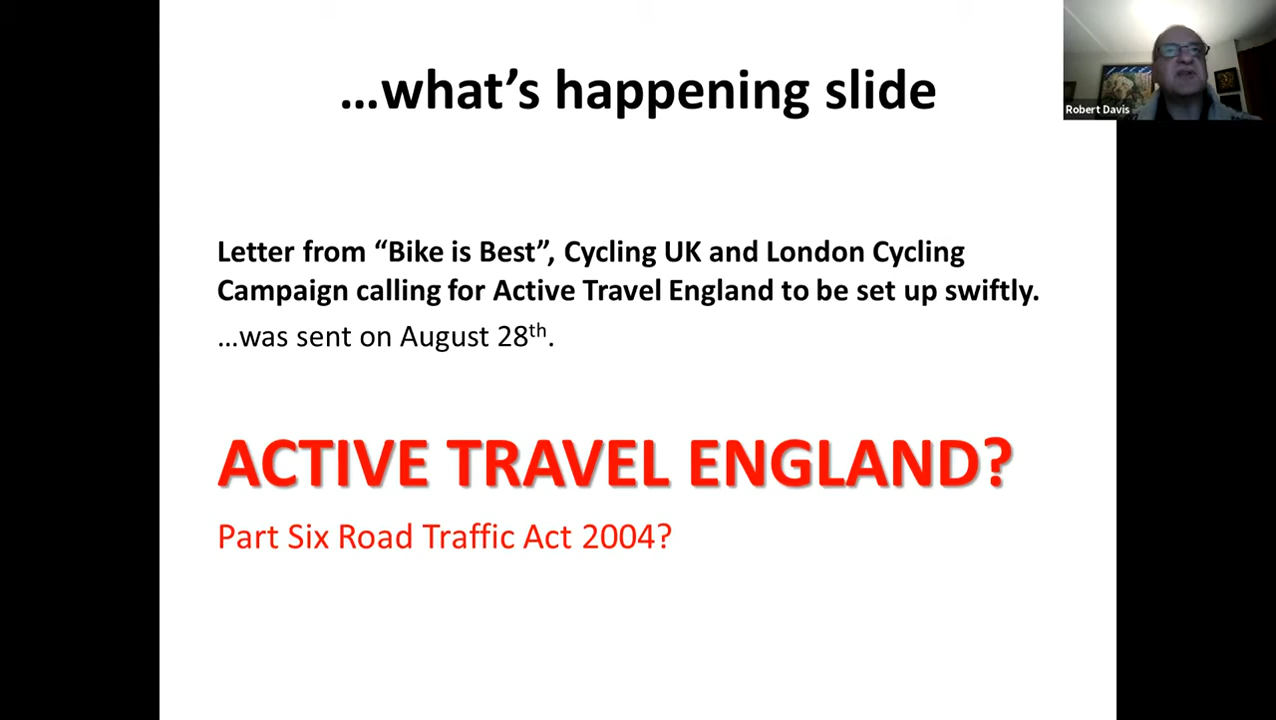 ...what's happening slide
Robert Davis
Letter from “Bike is Best”, Cycling UK and London Cycling
Campaign calling for Active Travel England to be set up swiftly.
...was sent on August 28th.
ACTIVE TRAVEL ENGLAND?
Part Six Road Traffic Act 2004?